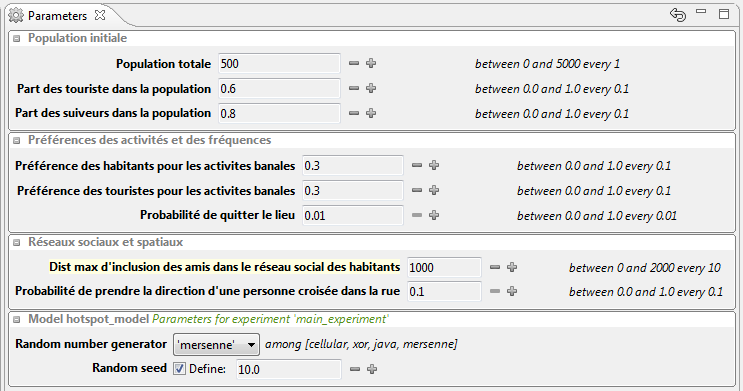 Parameters
Population initiale
Population totale 500 between 0 and 5000 every 1
Part des touriste dans la population 0.6 between 0.0 and 1.0 every 0.1
Part des suiveurs dans la population 0.8 between 0.0 and 1.0 every 0.1
Préférences des activités et des fréquences
Préférence des habitants pour les activites banales 0.3 between 0.0 and 1.0 every 0.1
Préférence des touristes pour les activites banales 0.3 between 0.0 and 1.0 every 0.1
Probabilité de quitter le lieu 0.01 between 0.0 and 1.0 every 0.01
Réseaux sociaux et spatiaux
Dist max d'inclusion des amis dans le réseau social des habitants 1000 between 0 and 2000 every 10
Probabilité de prendre la direction d'une personne croisée dans la rue 0.1 between 0.0 and 1.0 every 0.1
Model hotspot_model Parameters for experiment 'main_experiment'
Random number generator 'mersenne' among [cellular, xor, java, mersenne]
Random seed Define: 10.0